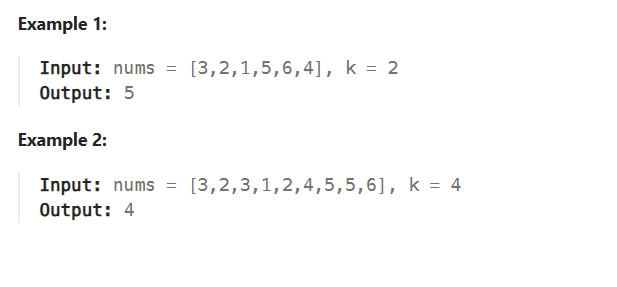 Example 1:
Input: nums = [3,2,1,5,6,4], k = 2
Output: 5
Example 2:
Input: nums = [3,2,3,1,2,4,5,5,6], k = 4
Output: 4